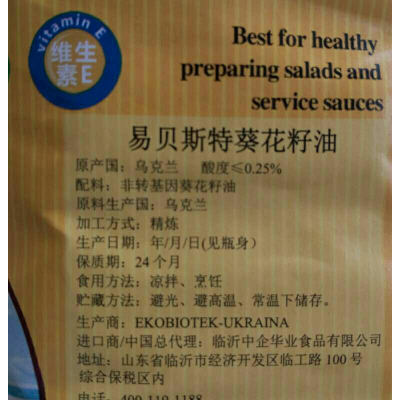 vitamin E
维生
素E
Best for healthy
preparing salads and
service sauces
易贝斯特葵花籽油
原产国：乌克兰 酸度≤0.25%
配料：非转基因葵花籽油
原料生产国：乌克兰
加工方式：精炼
生产日期：年/月/日(见瓶身)
保质期：24个月
食用方法：凉拌、烹饪
贮藏方法：避光、避高温、常温下储存。
生产商：EKOBIOTEK-UKRAINA
进口商/中国总代理：临沂中企华业食品有限公司
地址：山东省临沂市经济开发区临工路100号
综合保税区内
电话：400-110-1188